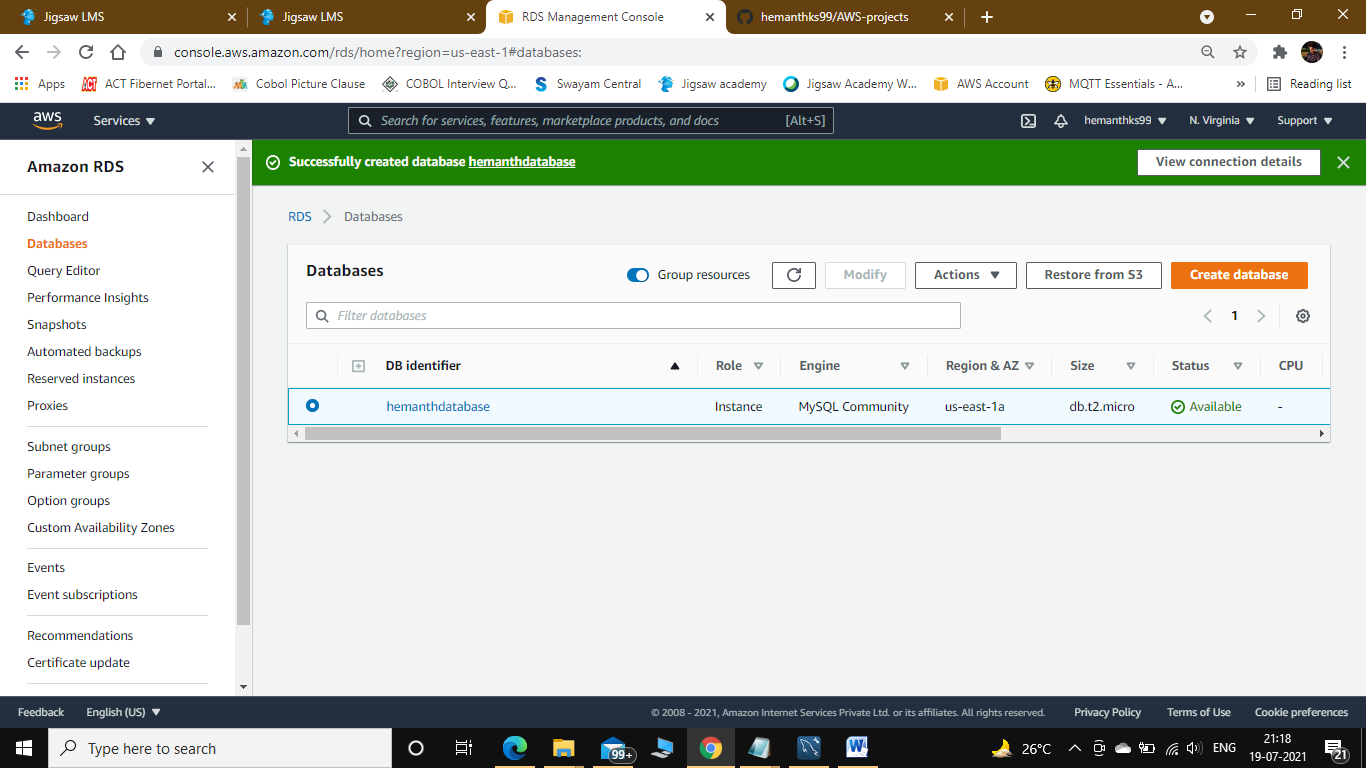 Jigsaw LMS
Jigsaw LMS
RDS Management Console
hemanthks99/AWS-projects
console.aws.amazon.com/rds/home?region=us-east-1#databases:
Apps
ACT
ACT Fibernet Portal...
Cobol Picture Clause
COBOL Interview Q...
Swayam Central
Jigsaw academy
Jigsaw Academy W...
AWS Account
MQTT Essentials - A...
»
Reading list
aws
Services
Search for services, features, marketplace products, and docs
[Alt+S]
hemanthks99
N. Virginia
Support
Amazon RDS
Successfully created database hemanthdatabase
View connection details
Dashboard
Databases
Query Editor
Performance Insights
Snapshots
Automated backups
Reserved instances
Proxies
Subnet groups
Parameter groups
Option groups
Custom Availability Zones
Events
Event subscriptions
Recommendations
Certificate update
RDS > Databases
Databases
Group resources
Modify
Actions
Restore from S3
Create database
Filter databases
1
DB identifier Role Engine Region & AZ Size Status CPU
hemanthdatabase Instance MySQL Community us-east-1a db.t2.micro Available -
Feedback
English (US)
© 2008 - 2021, Amazon Internet Services Private Ltd. or its affiliates. All rights reserved.
Privacy Policy
Terms of Use
Cookie preferences
Type here to search
99+
26°C
ENG
21:18
19-07-2021
21